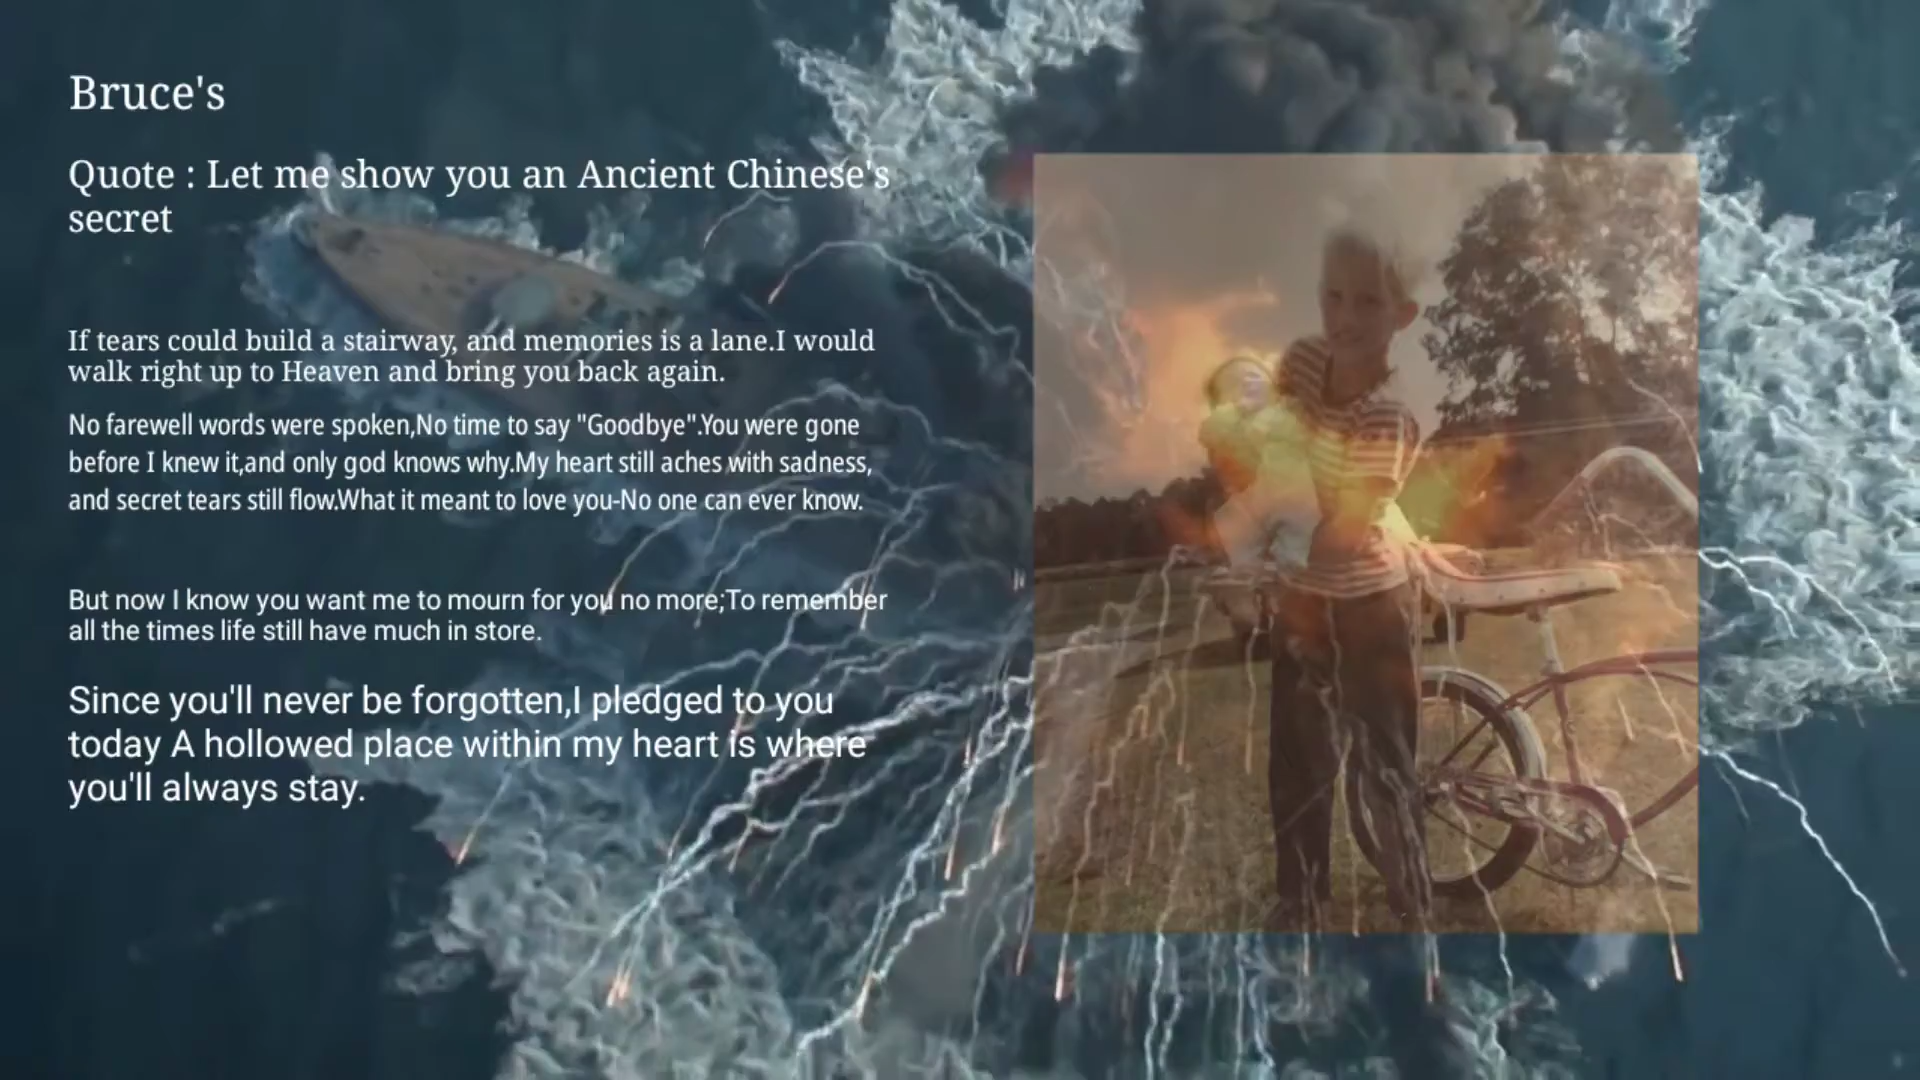 Bruce's
Quote : Let me show you an Ancient Chinese's
secret
If tears could build a stairway, and memories is a lane.I would
walk right up to Heaven and bring you back again.
No farewell words were spoken,No time to say "Goodbye".You were gone
before I knew it,and only god knows why.My heart still aches with sadness,
and secret tears still flow.What it meant to love you-No one can ever know.
But now I know you want me to mourn for you no more;To remember
all the times life still have much in store.
Since you'll never be forgotten,I pledged to you
today A hollowed place within my heart is where
you'll always stay.